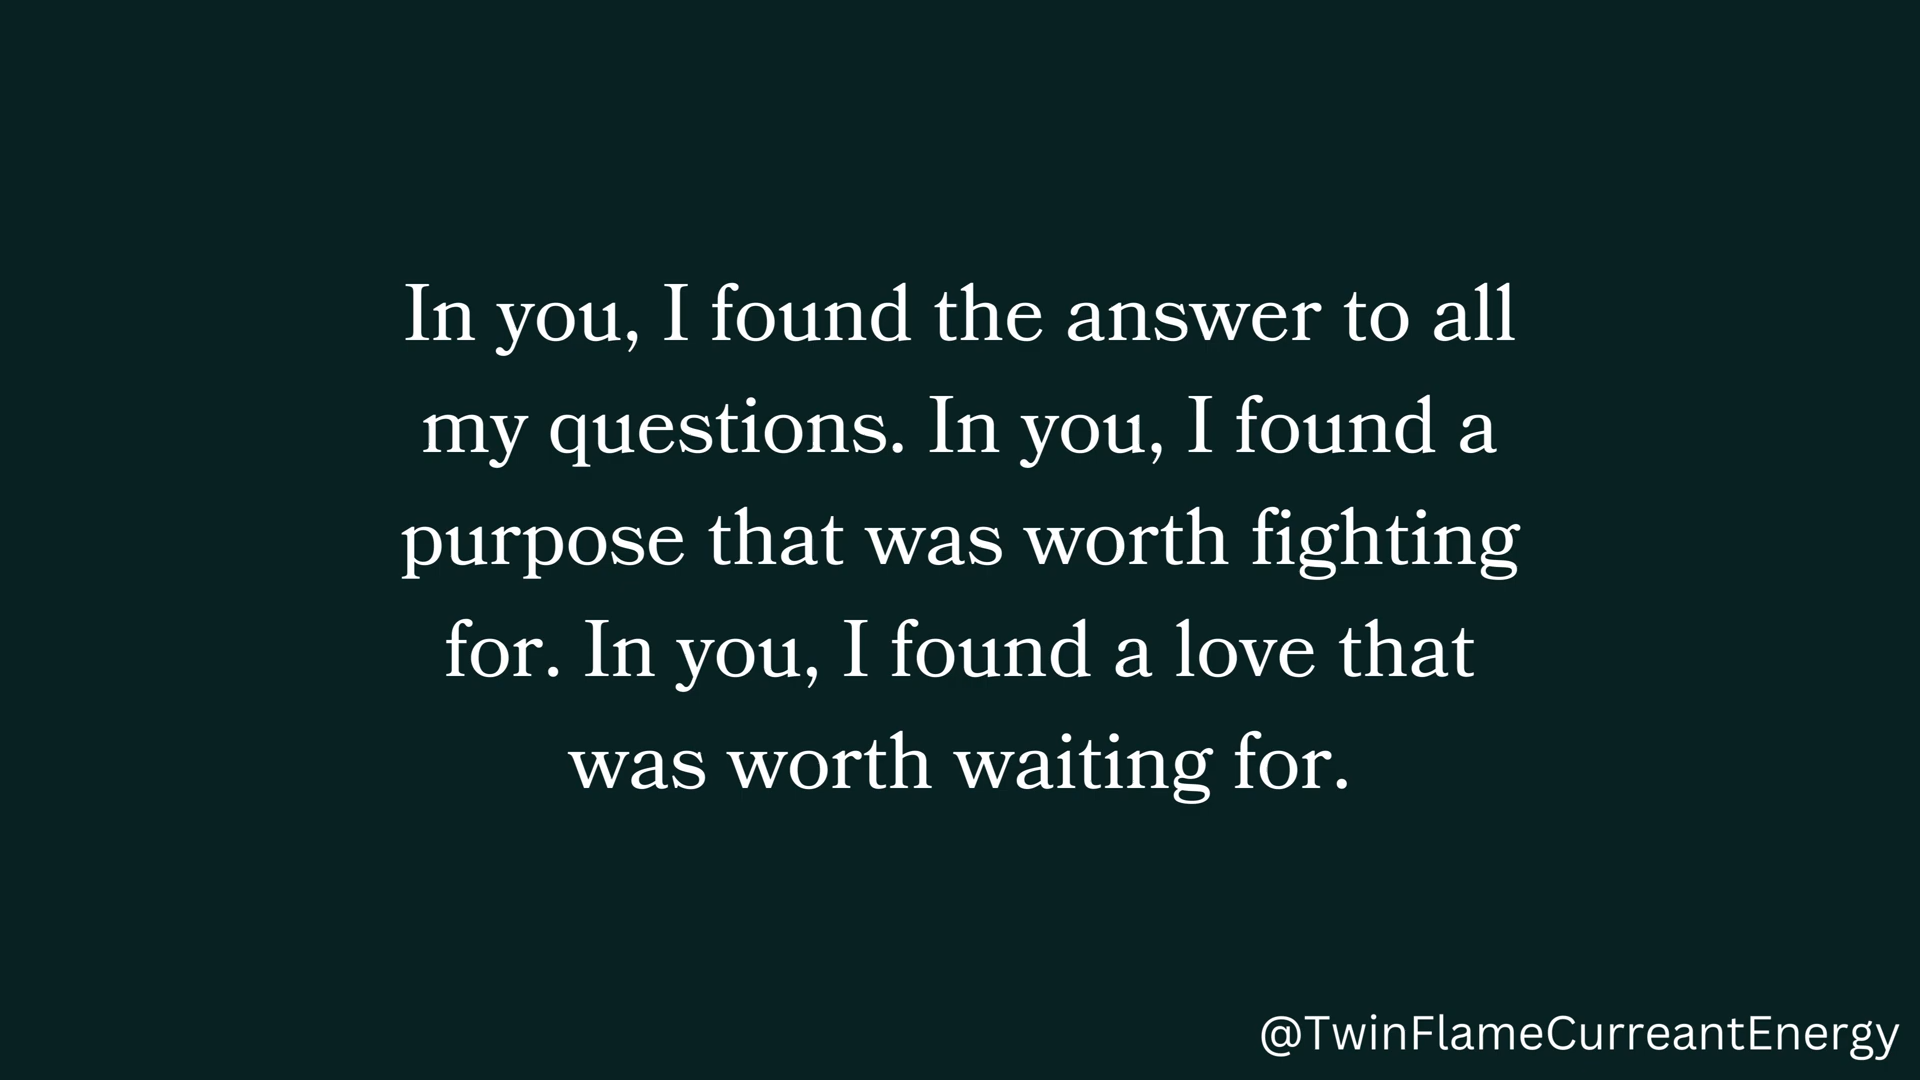 In you, I found the answer to all
my questions. In you, I found a
purpose that was worth fighting
for. In you, I found a love that
was worth waiting for.
@TwinFlameCurreantEnergy